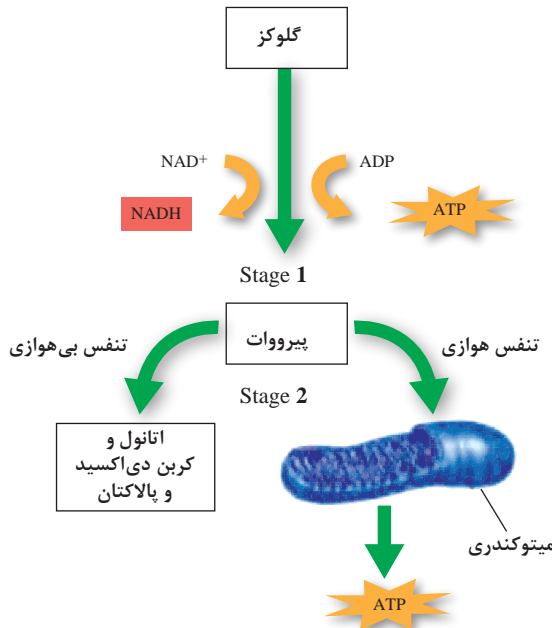 گلوکز
NAD⁺
ADP
NADH
ATP
Stage 1
تنفس هوازی
پیرووات
تنفس بی‌هوازی
Stage 2
اتانول و
کربن دی‌اکسید
و پالاکتان
میتوکندری
ATP